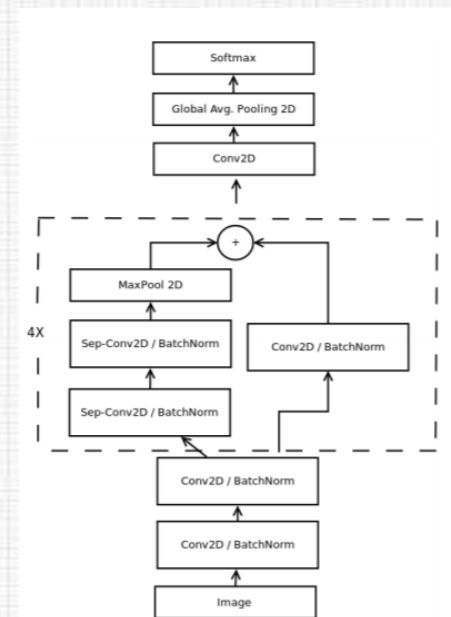 Softmax
Global Avg. Pooling 2D
Conv2D
+
MaxPool 2D
4X
Sep-Conv2D / BatchNorm
Conv2D / BatchNorm
Sep-Conv2D / BatchNorm
Conv2D / BatchNorm
Conv2D / BatchNorm
Image